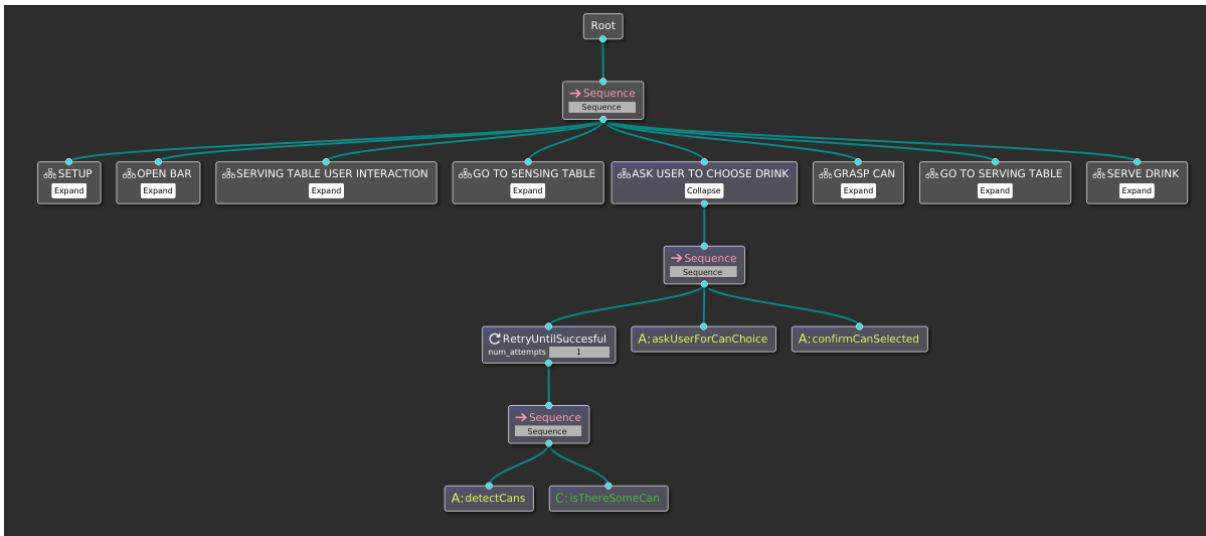 Root
Sequence
Sequence
SETUP
Expand
OPEN BAR
Expand
SERVING TABLE USER INTERACTION
Expand
GO TO SENSING TABLE
Expand
ASK USER TO CHOOSE DRINK
Collapse
GRASP CAN
Expand
GO TO SERVING TABLE
Expand
SERVE DRINK
Expand
Sequence
Sequence
RetryUntilSuccesful
num_attempts 1
A:askUserForCanChoice
A:confirmCanSelected
Sequence
Sequence
A:detectCans
C:isThereSomeCan